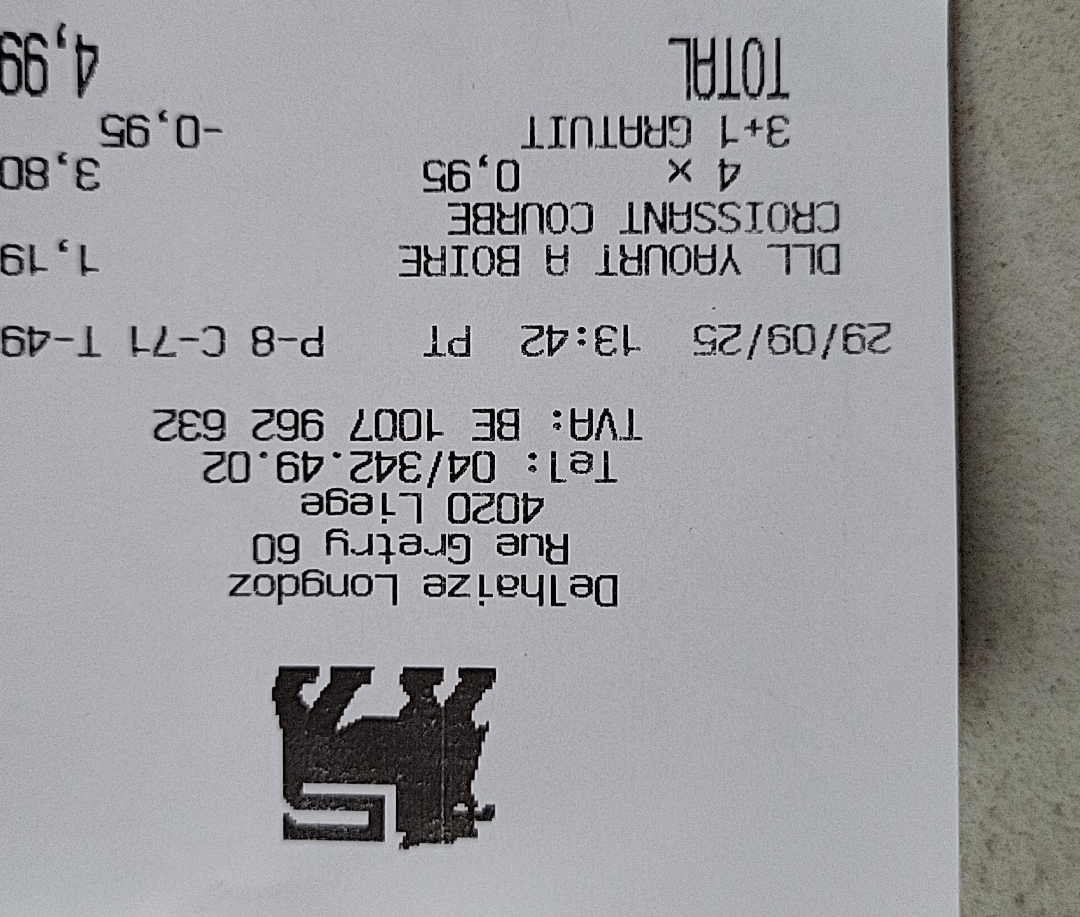 Delhaize Longdoz
Rue Gretry 60
4020 Liege
Tel: 04/342.49.02
TVA: BE 1007 962 632
29/09/25 13:42 PT P-8 C-71 T-49
DLL YAOURT A BOIRE 1,19
CROISSANT COURBE
4 x 0,95 3,80
3+1 GRATUIT -0,95
TOTAL 4,99